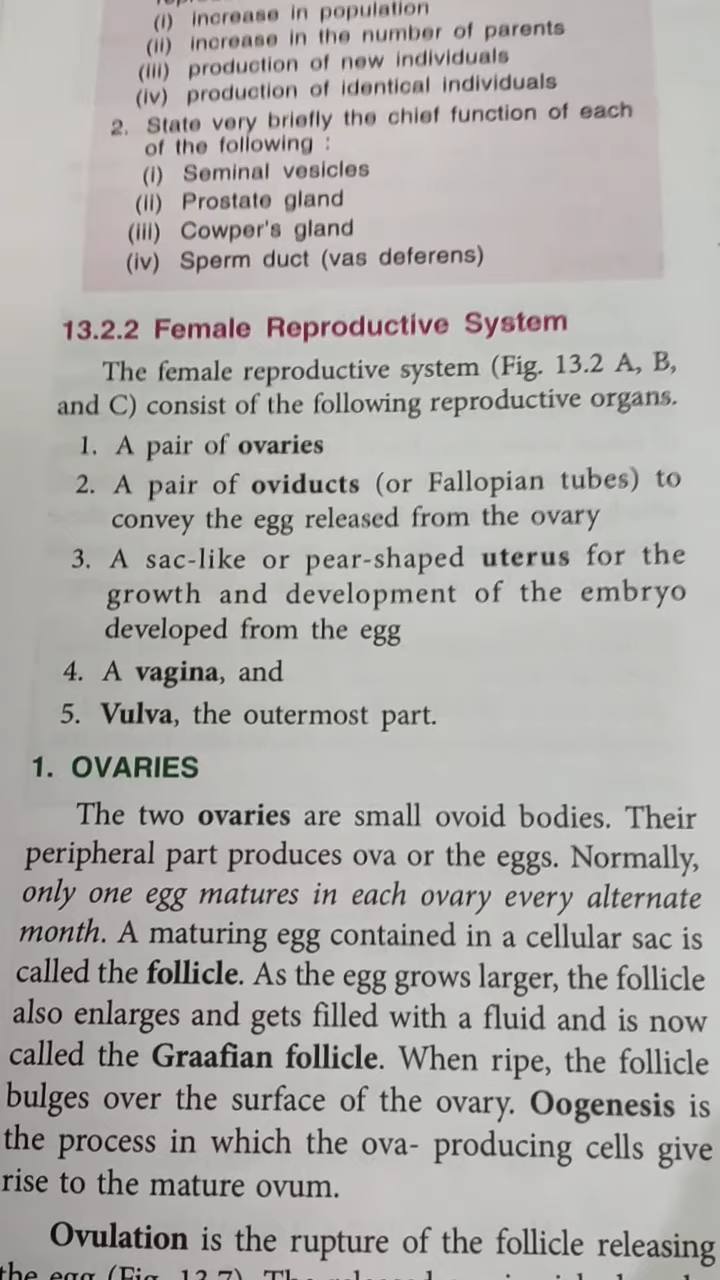 (i) increase in population
(ii) increase in the number of parents
(iii) production of new individuals
(iv) production of identical individuals
2. State very briefly the chief function of each
of the following :
(i) Seminal vesicles
(ii) Prostate gland
(iii) Cowper's gland
(iv) Sperm duct (vas deferens)
13.2.2 Female Reproductive System
The female reproductive system (Fig. 13.2 A, B,
and C) consist of the following reproductive organs.
1. A pair of ovaries
2. A pair of oviducts (or Fallopian tubes) to
convey the egg released from the ovary
3. A sac-like or pear-shaped uterus for the
growth and development of the embryo
developed from the egg
4. A vagina, and
5. Vulva, the outermost part.
1. OVARIES
The two ovaries are small ovoid bodies. Their
peripheral part produces ova or the eggs. Normally,
only one egg matures in each ovary every alternate
month. A maturing egg contained in a cellular sac is
called the follicle. As the egg grows larger, the follicle
also enlarges and gets filled with a fluid and is now
called the Graafian follicle. When ripe, the follicle
bulges over the surface of the ovary. Oogenesis is
the process in which the ova- producing cells give
rise to the mature ovum.
Ovulation is the rupture of the follicle releasing
the egg (Fig. 13.7).